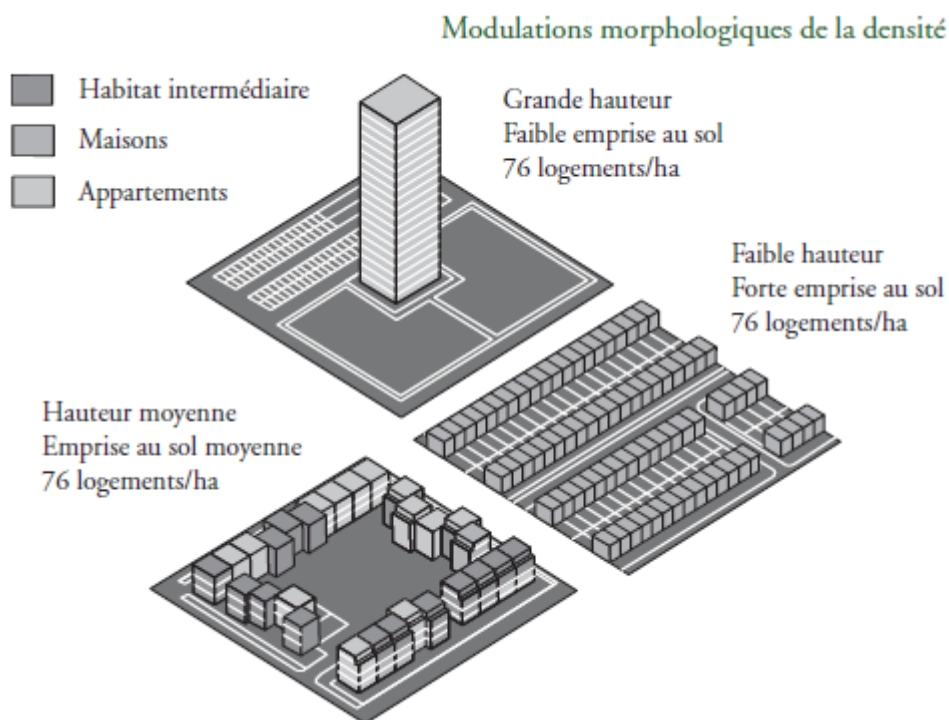 Modulations morphologiques de la densité
Habitat intermédiaire
Maisons
Appartements
Grande hauteur
Faible emprise au sol
76 logements/ha
Faible hauteur
Forte emprise au sol
76 logements/ha
Hauteur moyenne
Emprise au sol moyenne
76 logements/ha